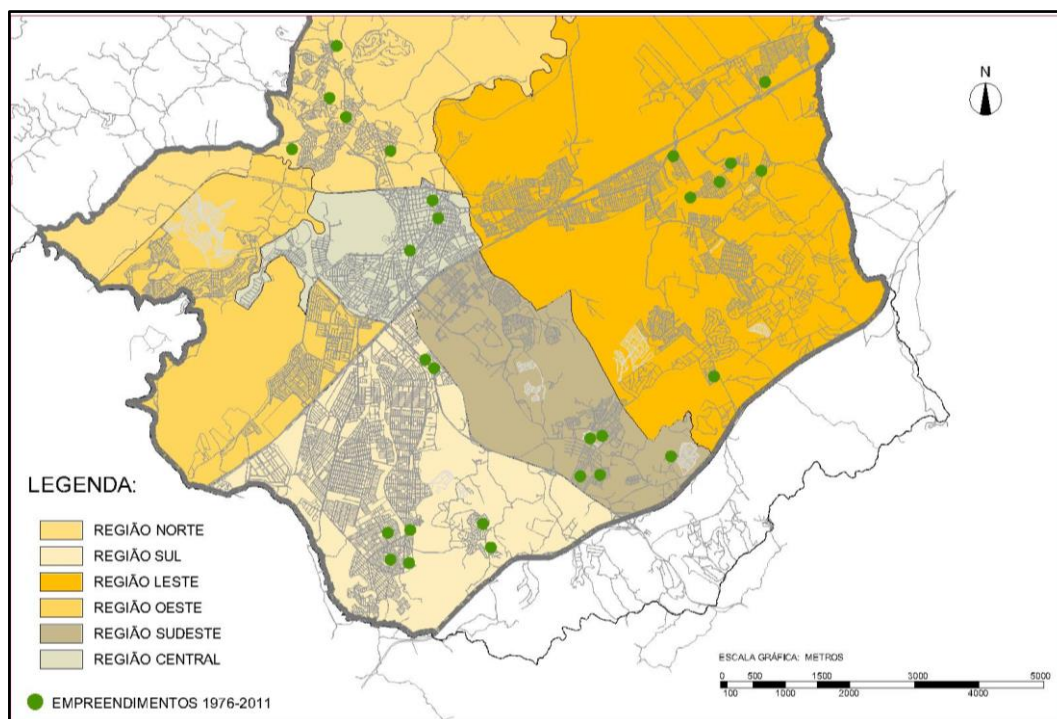 N
LEGENDA:
REGIÃO NORTE
REGIÃO SUL
REGIÃO LESTE
REGIÃO OESTE
REGIÃO SUDESTE
REGIÃO CENTRAL
EMPREENDIMENTOS 1976-2011
ESCALA GRÁFICA: METROS
0 500 1500 2500 3000 5000
100 1000 2000 4000